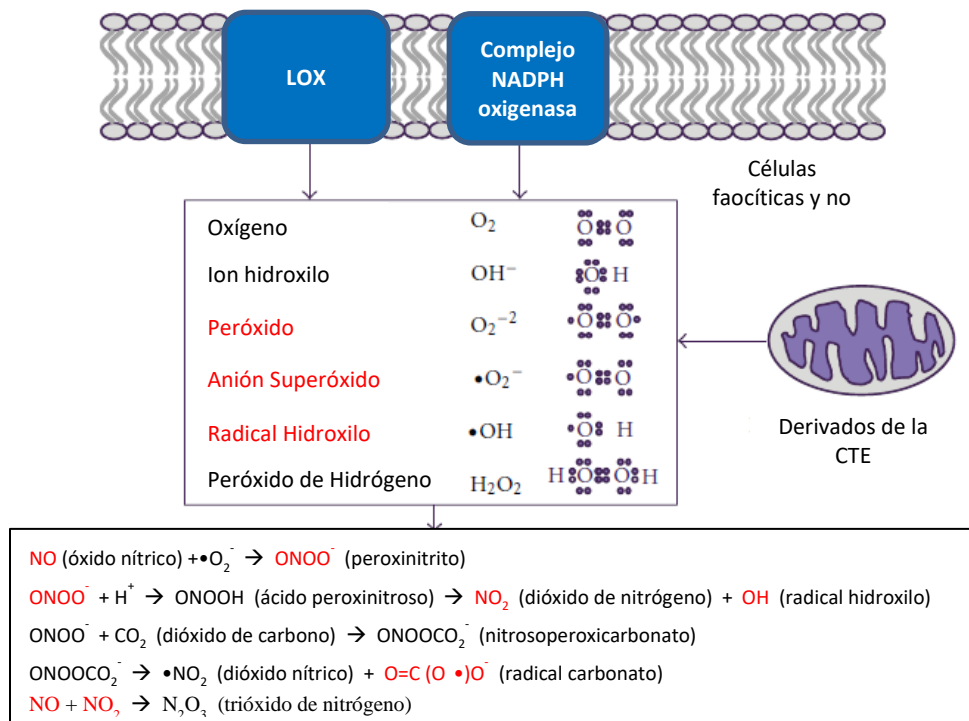 LOX
Complejo
NADPH
oxigenasa
Células
faocíticas y no
Oxígeno O₂ O O
Ion hidroxilo OH⁻ O H
Peróxido O₂⁻² O O
Anión Superóxido •O₂⁻ O O
Radical Hidroxilo •OH O H
Peróxido de Hidrógeno H₂O₂ H O O H
Derivados de la
CTE
NO (óxido nítrico) +•O₂⁻ → ONOO⁻ (peroxinitrito)
ONOO⁻ + H⁺ → ONOOH (ácido peroxinitroso) → NO₂ (dióxido de nitrógeno) + OH (radical hidroxilo)
ONOO⁻ + CO₂ (dióxido de carbono) → ONOOCO₂⁻ (nitrosoperoxicarbonato)
ONOOCO₂⁻ → •NO₂ (dióxido nítrico) + O=C (O •)O⁻ (radical carbonato)
NO + NO₂ → N₂O₃ (trióxido de nitrógeno)